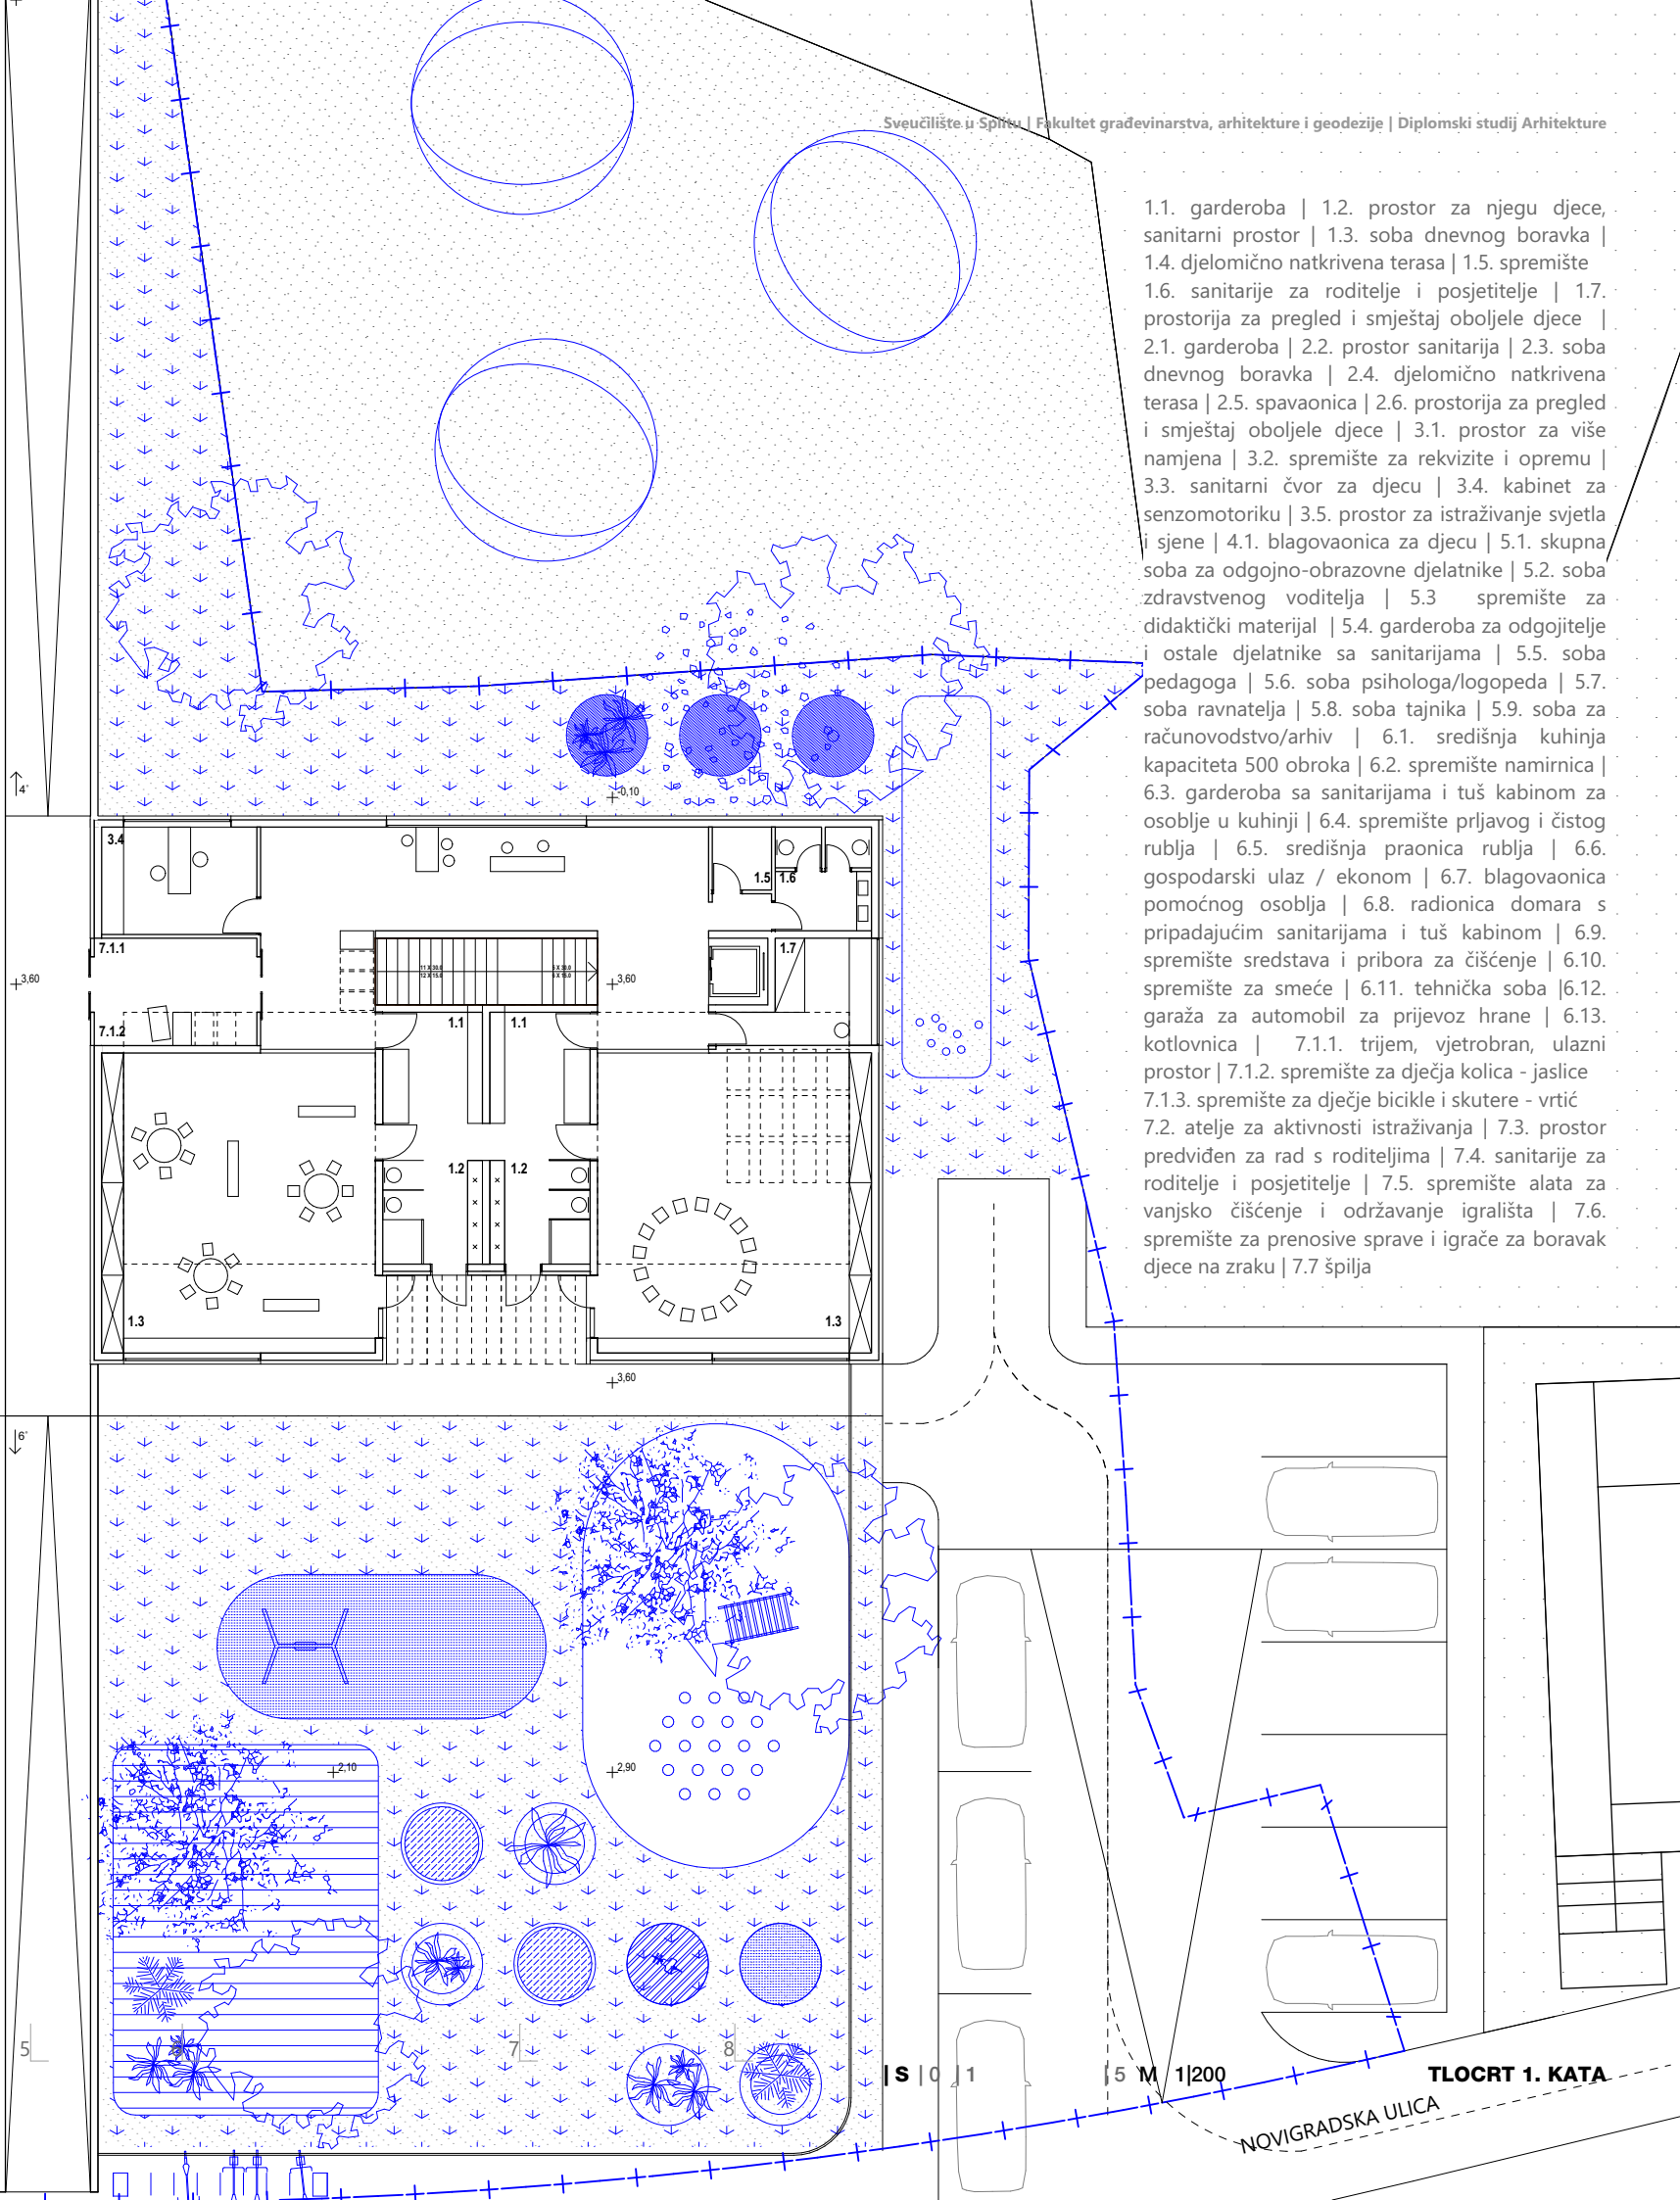 Sveučilište u Splitu | Fakultet građevinarstva, arhitekture i geodezije | Diplomski studij Arhitekture
1.1. garderoba | 1.2. prostor za njegu djece,
sanitarni prostor | 1.3. soba dnevnog boravka |
1.4. djelomično natkrivena terasa | 1.5. spremište
1.6. sanitarije za roditelje i posjetitelje | 1.7.
prostorija za pregled i smještaj oboljele djece |
2.1. garderoba | 2.2. prostor sanitarija | 2.3. soba
dnevnog boravka | 2.4. djelomično natkrivena
terasa | 2.5. spavaonica | 2.6. prostorija za pregled
i smještaj oboljele djece | 3.1. prostor za više
namjena | 3.2. spremište za rekvizite i opremu |
3.3. sanitarni čvor za djecu | 3.4. kabinet za
senzomotoriku | 3.5. prostor za istraživanje svjetla
i sjene | 4.1. blagovaonica za djecu | 5.1. skupna
soba za odgojno-obrazovne djelatnike | 5.2. soba
zdravstvenog voditelja | 5.3 spremište za
didaktički materijal | 5.4. garderoba za odgojitelje
i ostale djelatnike sa sanitarijama | 5.5. soba
pedagoga | 5.6. soba psihologa/logopeda | 5.7.
soba ravnatelja | 5.8. soba tajnika | 5.9. soba za
računovodstvo/arhiv | 6.1. središnja kuhinja
kapaciteta 500 obroka | 6.2. spremište namirnica |
6.3. garderoba sa sanitarijama i tuš kabinom za
osoblje u kuhinji | 6.4. spremište prljavog i čistog
rublja | 6.5. središnja praonica rublja | 6.6.
gospodarski ulaz / ekonom | 6.7. blagovaonica
pomoćnog osoblja | 6.8. radionica domara s
pripadajućim sanitarijama i tuš kabinom | 6.9.
spremište sredstava i pribora za čišćenje | 6.10.
spremište za smeće | 6.11. tehnička soba |6.12.
garaža za automobil za prijevoz hrane | 6.13.
kotlovnica | 7.1.1. trijem, vjetrobran, ulazni
prostor | 7.1.2. spremište za dječja kolica - jaslice
7.1.3. spremište za dječje bicikle i skutere - vrtić
7.2. atelje za aktivnosti istraživanja | 7.3. prostor
predviđen za rad s roditeljima | 7.4. sanitarije za
roditelje i posjetitelje | 7.5. spremište alata za
vanjsko čišćenje i održavanje igrališta | 7.6.
spremište za prenosive sprave i igrače za boravak
djece na zraku | 7.7 špilja
4°
-0,10
3.4
1.5 1.6
7.1.1
1.7
3,60
3,60
7.1.2
1.1 1.1
1.2 1.2
1.3 1.3
3,60
6°
2,10
2,90
5 7 8
| S | 0 | 1 | 5 M 1|200
TLOCRT 1. KATA
NOVIGRADSKA ULICA